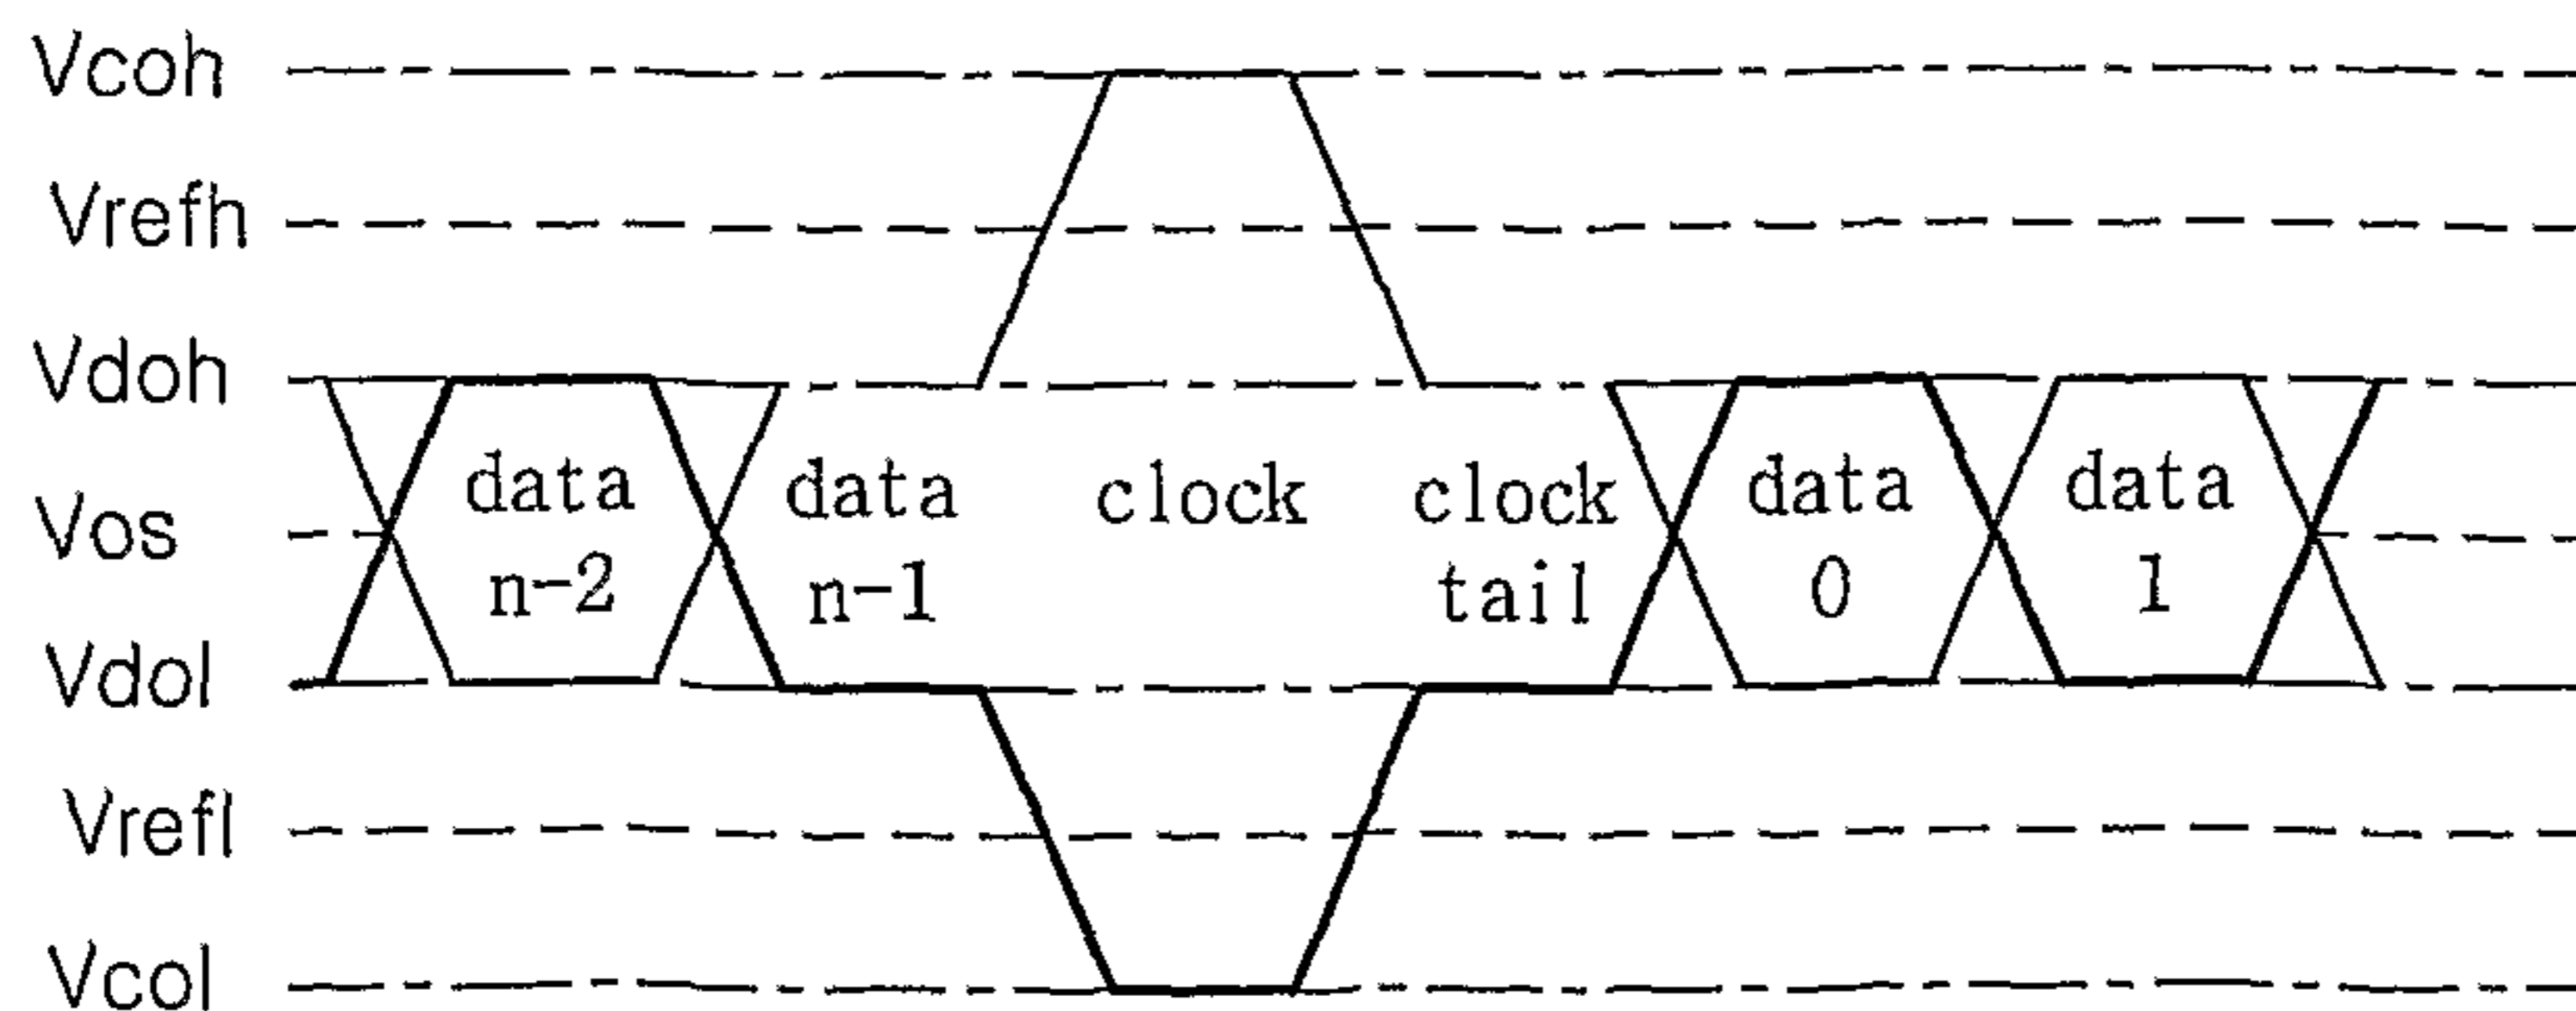 Vcoh
Vrefh
Vdoh
data data clock clock data data
Vos
n-2 n-1 tail 0 1
Vdol
Vrefl
Vcol